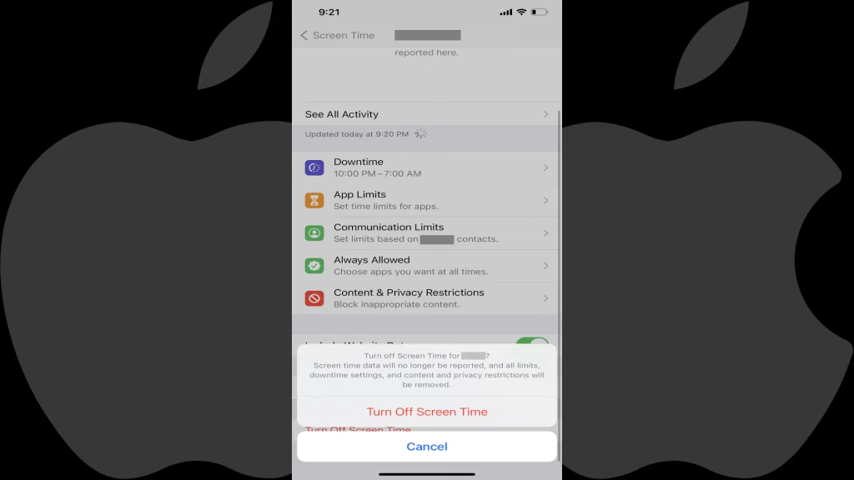 9:21
Screen Time
reported here.
See All Activity
Updated today at 9:20 PM
Downtime
10:00 PM – 7:00 AM
App Limits
Set time limits for apps.
Communication Limits
Set limits based on contacts.
Always Allowed
Choose apps you want at all times.
Content & Privacy Restrictions
Block inappropriate content.
Turn off Screen Time for ?
Screen time data will no longer be reported, and all limits,
downtime settings, and content and privacy restrictions will
be removed.
Turn Off Screen Time
Turn Off Screen Time
Cancel